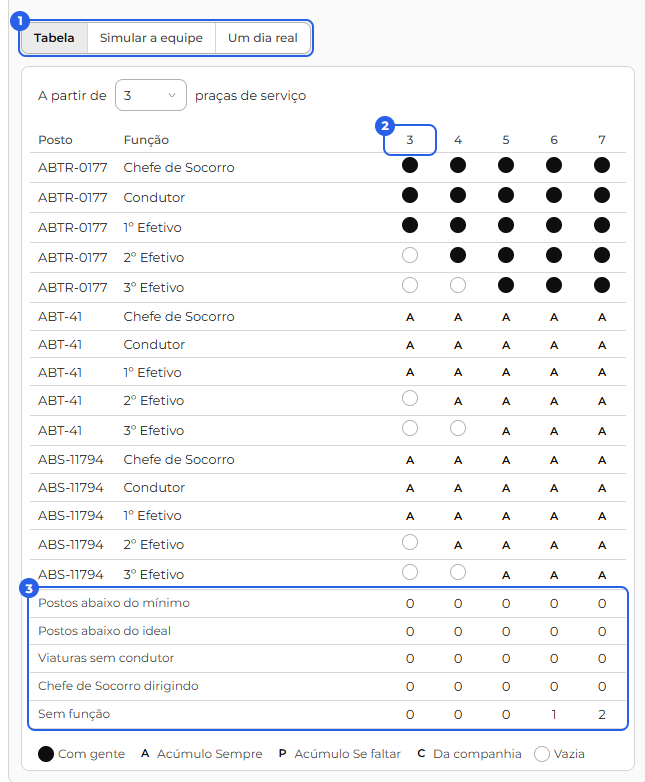 1
Tabela Simular a equipe Um dia real
A partir de 3 praças de serviço
2
Posto Função 3 4 5 6 7
ABTR-0177 Chefe de Socorro
ABTR-0177 Condutor
ABTR-0177 1º Efetivo
ABTR-0177 2º Efetivo
ABTR-0177 3º Efetivo
ABT-41 Chefe de Socorro A A A A A
ABT-41 Condutor A A A A A
ABT-41 1º Efetivo A A A A A
ABT-41 2º Efetivo A A A A
ABT-41 3º Efetivo A A A
ABS-11794 Chefe de Socorro A A A A A
ABS-11794 Condutor A A A A A
ABS-11794 1º Efetivo A A A A A
ABS-11794 2º Efetivo A A A A
ABS-11794 3º Efetivo A A A
3
Postos abaixo do mínimo 0 0 0 0 0
Postos abaixo do ideal 0 0 0 0 0
Viaturas sem condutor 0 0 0 0 0
Chefe de Socorro dirigindo 0 0 0 0 0
Sem função 0 0 0 1 2
Com gente A Acúmulo Sempre P Acúmulo Se faltar C Da companhia Vazia